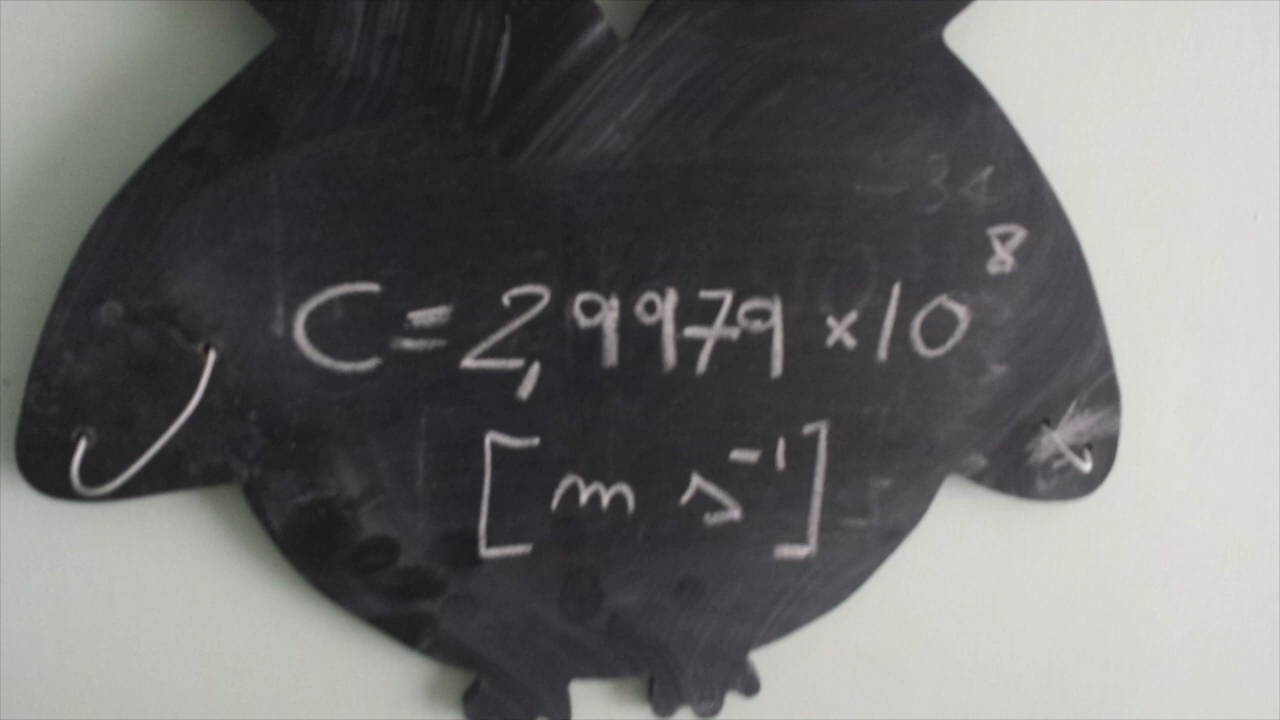 C = 2,9979 × 10⁸
[m s⁻¹]